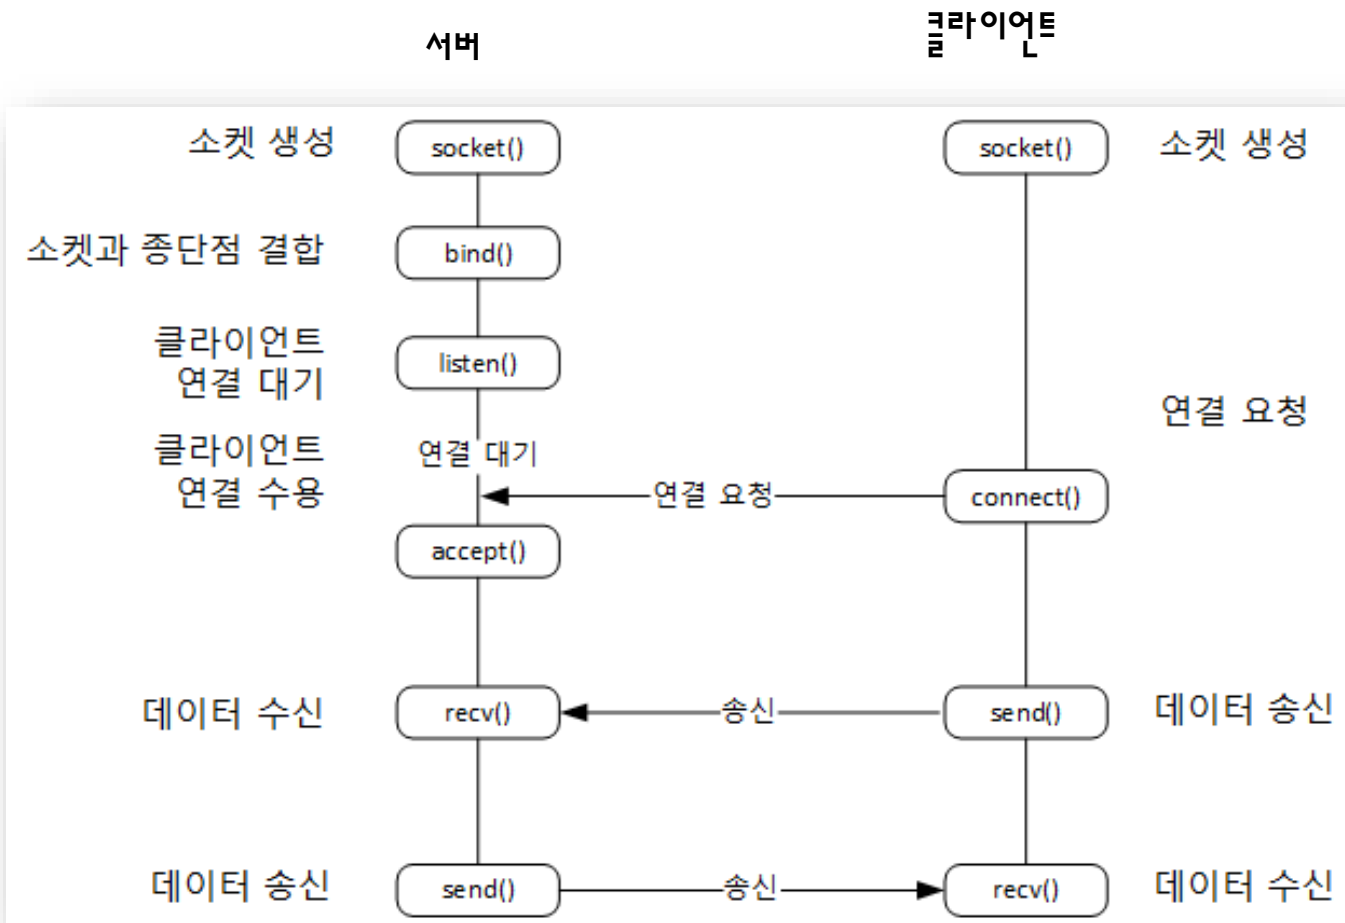 서버
클라이언트
소켓 생성
socket()
socket()
소켓 생성
소켓과 종단점 결합
bind()
클라이언트
연결 대기
listen()
연결 요청
클라이언트
연결 수용
연결 대기
연결 요청
connect()
accept()
데이터 수신
recv()
송신
send()
데이터 송신
데이터 송신
send()
송신
recv()
데이터 수신